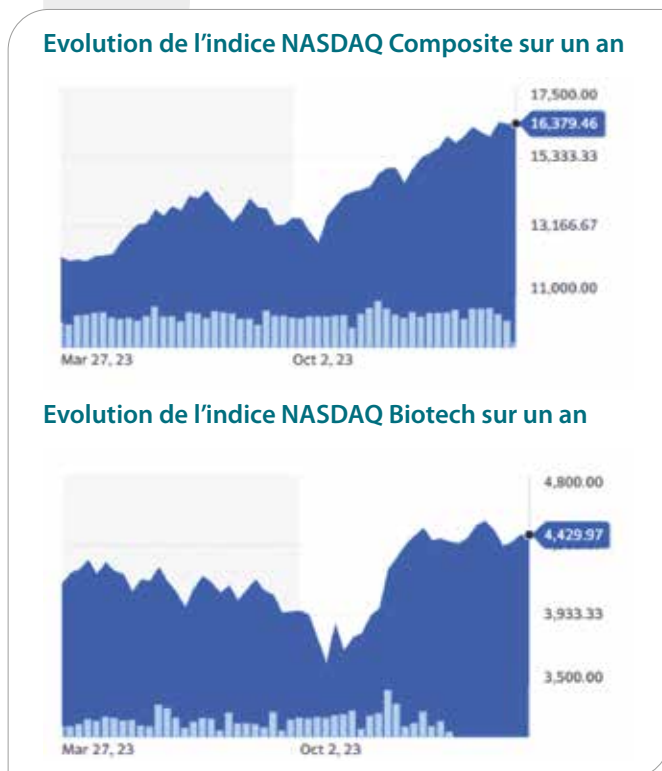 Evolution de l'indice NASDAQ Composite sur un an
17,500.00
16,379.46
15,333.33
13,166.67
11,000.00
Mar 27, 23 Oct 2, 23
Evolution de l'indice NASDAQ Biotech sur un an
4,800.00
4,429.97
3,933.33
3,500.00
Mar 27, 23 Oct 2, 23